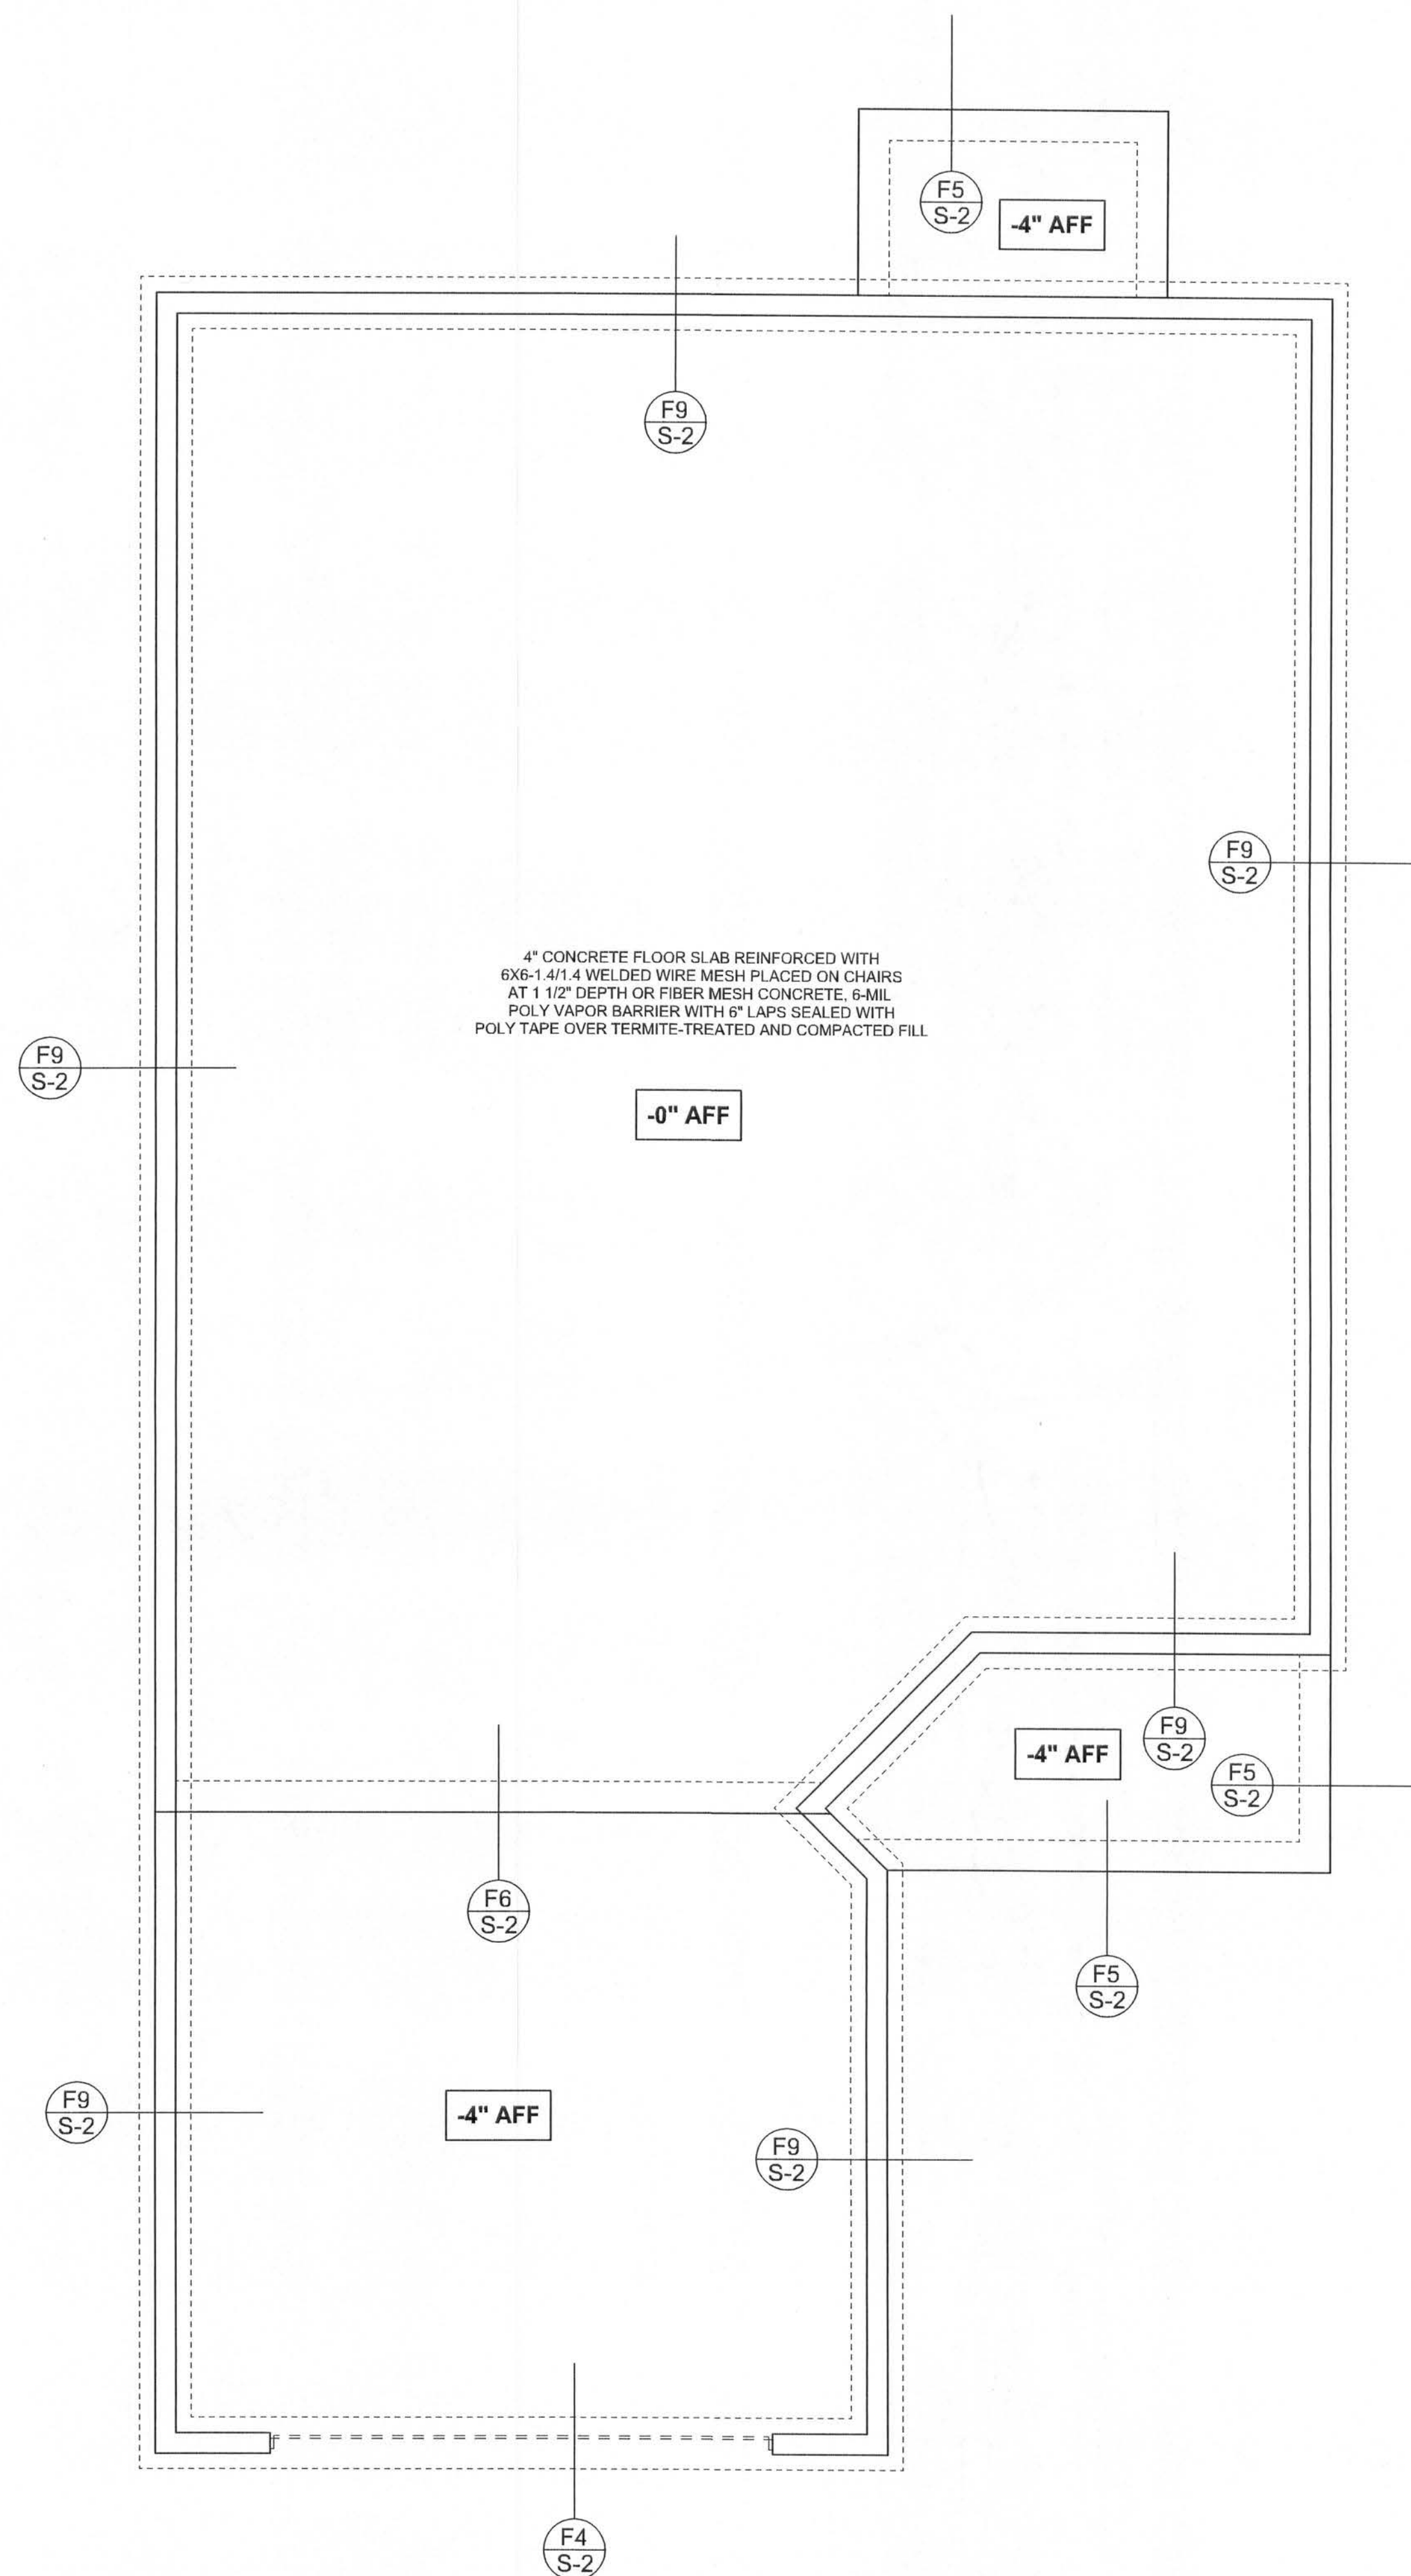 F5
S-2
-4" AFF
F9
S-2
F9
S-2
4" CONCRETE FLOOR SLAB REINFORCED WITH
6X6-1.4/1.4 WELDED WIRE MESH PLACED ON CHAIRS
AT 1 1/2" DEPTH OR FIBER MESH CONCRETE, 6-MIL
POLY VAPOR BARRIER WITH 6" LAPS SEALED WITH
POLY TAPE OVER TERMITE-TREATED AND COMPACTED FILL
F9
S-2
-0" AFF
F9
S-2
-4" AFF
F5
S-2
F6
S-2
F5
S-2
F9
S-2
-4" AFF
F9
S-2
F4
S-2